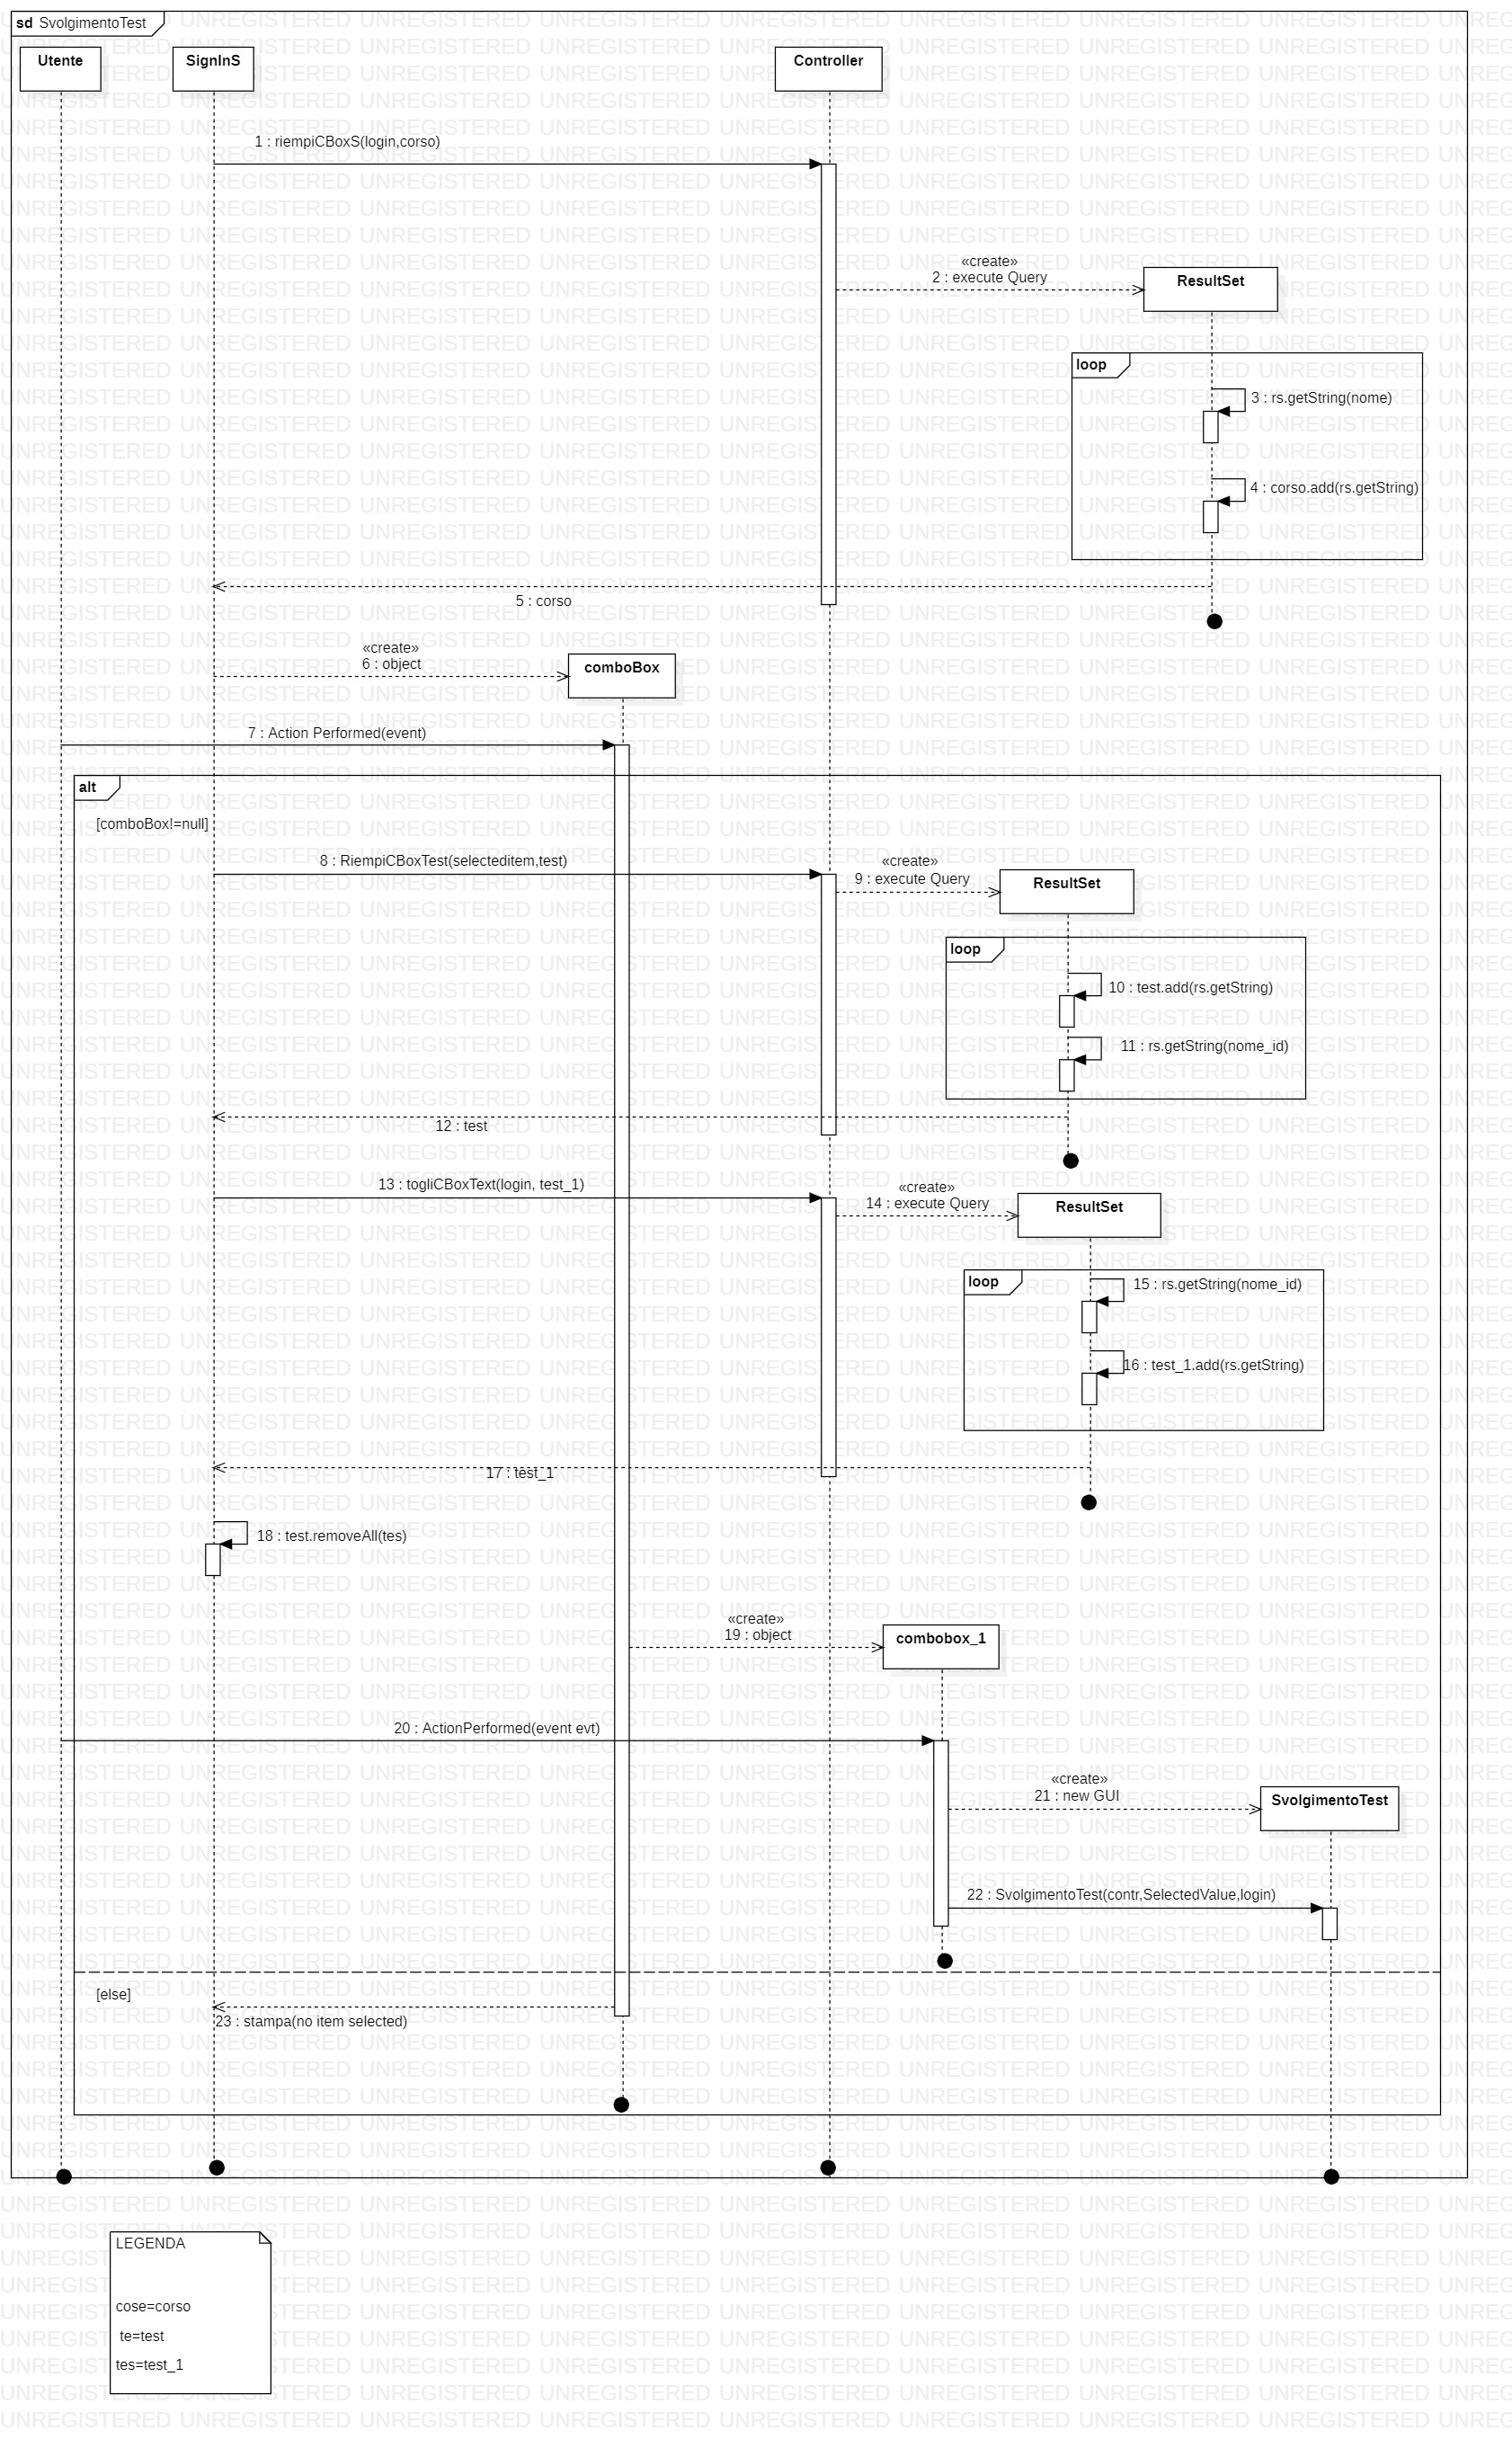 sd SvolgimentoTest
Utente
SignInS
Controller
1 : riempiCBoxS(login,corso)
«create»
2 : execute Query
ResultSet
loop
3 : rs.getString(nome)
4 : corso.add(rs.getString)
5 : corso
«create»
6 : object
comboBox
7 : Action Performed(event)
alt
[comboBox!=null]
8 : RiempiCBoxTest(selecteditem,test)
«create»
9 : execute Query
ResultSet
loop
10 : test.add(rs.getString)
11 : rs.getString(nome_id)
12 : test
13 : togliCBoxText(login, test_1)
«create»
14 : execute Query
ResultSet
loop
15 : rs.getString(nome_id)
16 : test_1.add(rs.getString)
17 : test_1
18 : test.removeAll(tes)
«create»
19 : object
combobox_1
20 : ActionPerformed(event evt)
«create»
21 : new GUI
SvolgimentoTest
22 : SvolgimentoTest(contr,SelectedValue,login)
[else]
23 : stampa(no item selected)
LEGENDA
cose=corso
te=test
tes=test_1
UNREGISTERED